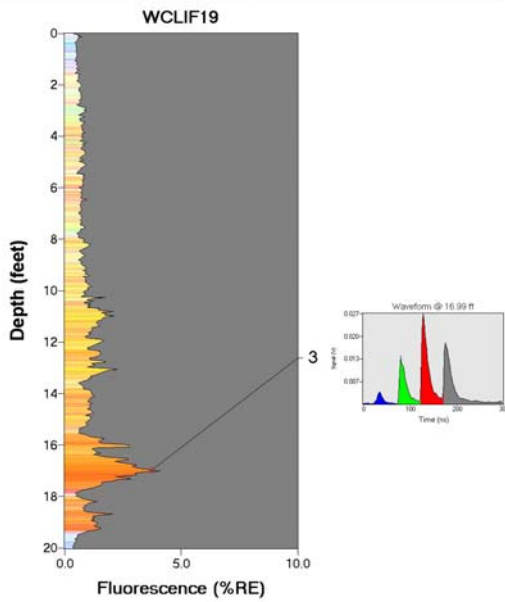 WCLIF19
0
2
4
6
8
10
12
14
16
18
20
Depth (feet)
0.0 5.0 10.0
Fluorescence (%RE)
3
Waveform @ 16.99 ft
0.027
0.020
0.013
0.007
Signal (V)
0 100 200 30
Time (ns)